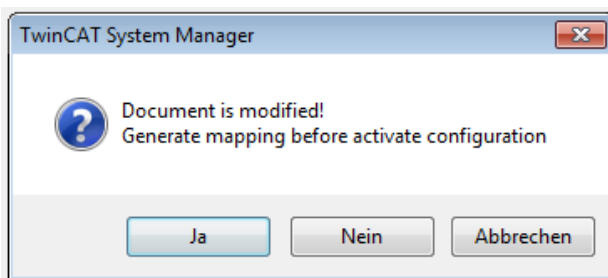 TwinCAT System Manager
Document is modified!
Generate mapping before activate configuration
Ja
Nein
Abbrechen